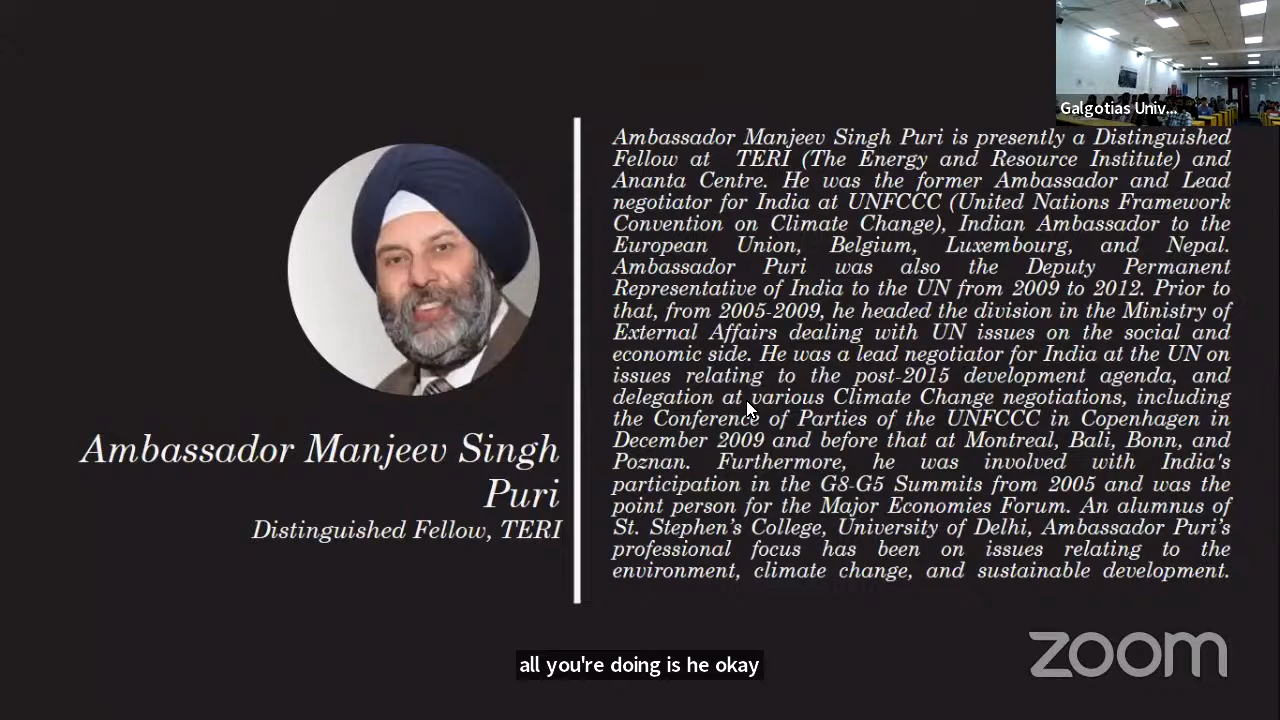 Galgotias Univ...
Ambassador Manjeev Singh Puri is presently a Distinguished
Fellow at TERI (The Energy and Resource Institute) and
Ananta Centre. He was the former Ambassador and Lead
negotiator for India at UNFCCC (United Nations Framework
Convention on Climate Change), Indian Ambassador to the
European Union, Belgium, Luxembourg, and Nepal.
Ambassador Puri was also the Deputy Permanent
Representative of India to the UN from 2009 to 2012. Prior to
that, from 2005-2009, he headed the division in the Ministry of
External Affairs dealing with UN issues on the social and
economic side. He was a lead negotiator for India at the UN on
issues relating to the post-2015 development agenda, and
delegation at various Climate Change negotiations, including
the Conference of Parties of the UNFCCC in Copenhagen in
December 2009 and before that at Montreal, Bali, Bonn, and
Poznan. Furthermore, he was involved with India's
participation in the G8-G5 Summits from 2005 and was the
point person for the Major Economies Forum. An alumnus of
St. Stephen's College, University of Delhi, Ambassador Puri's
professional focus has been on issues relating to the
environment, climate change, and sustainable development.
Ambassador Manjeev Singh
Puri
Distinguished Fellow, TERI
all you're doing is he okay
zoom